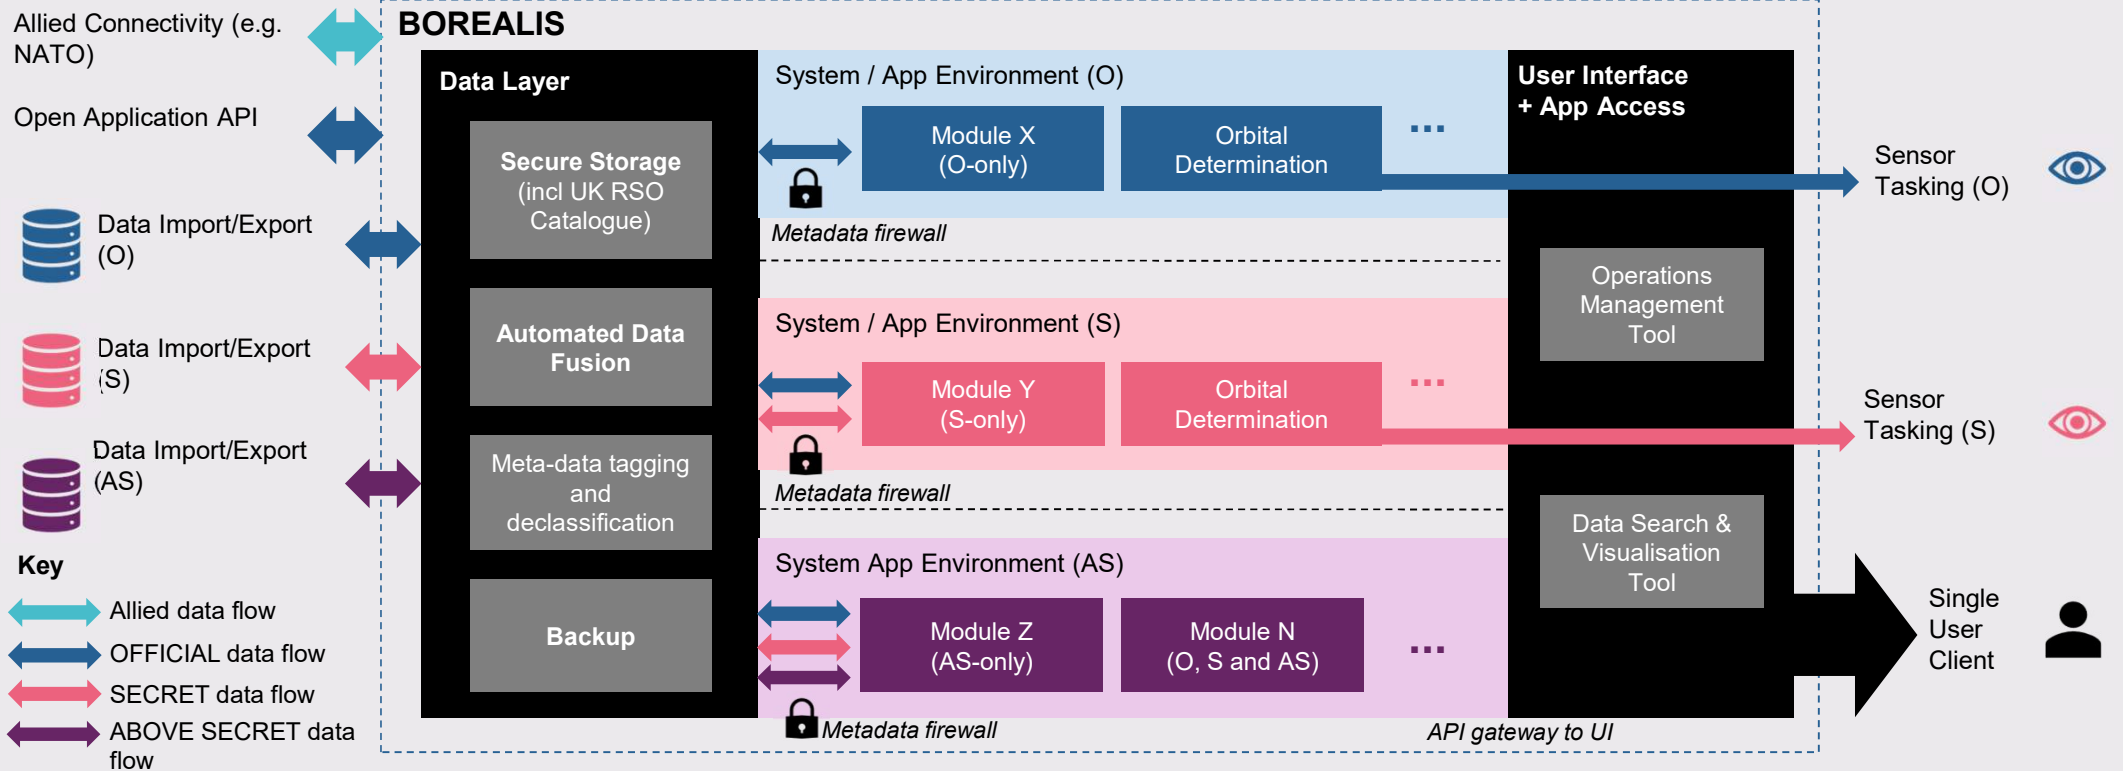 Allied Connectivity (e.g.
NATO)
Open Application API
Data Import/Export
(O)
Data Import/Export
(S)
Data Import/Export
(AS)
Key
Allied data flow
OFFICIAL data flow
SECRET data flow
ABOVE SECRET data
flow
BOREALIS
Data Layer
Secure Storage
(incl UK RSO
Catalogue)
Automated Data
Fusion
Meta-data tagging
and
declassification
Backup
System / App Environment (O)
Module X
(O-only)
Orbital
Determination
...
Metadata firewall
System / App Environment (S)
Module Y
(S-only)
Orbital
Determination
...
Metadata firewall
System App Environment (AS)
Module Z
(AS-only)
Module N
(O, S and AS)
...
Metadata firewall
API gateway to UI
User Interface
+ App Access
Operations
Management
Tool
Data Search &
Visualisation
Tool
Sensor
Tasking (O)
Sensor
Tasking (S)
Single
User
Client